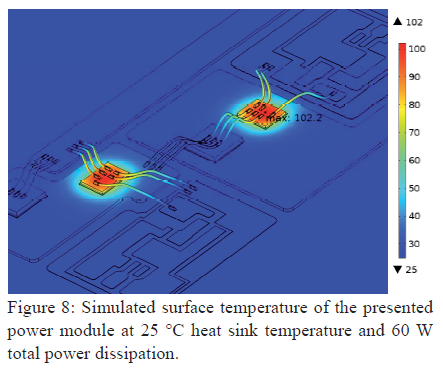 ▲ 102
100
90
80
70
60
50
40
30
▼ 25
max: 102.2
Figure 8: Simulated surface temperature of the presented
power module at 25 °C heat sink temperature and 60 W
total power dissipation.